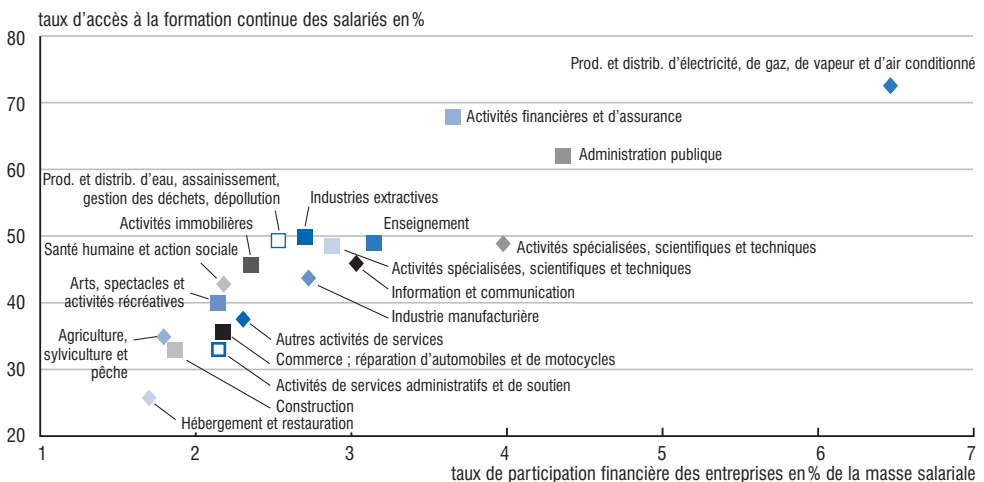 taux d'accès à la formation continue des salariés en %
80
Prod. et distrib. d'électricité, de gaz, de vapeur et d'air conditionné
70
Activités financières et d'assurance
Administration publique
60
Prod. et distrib. d'eau, assainissement,
gestion des déchets, dépollution
Industries extractives
Activités immobilières
Enseignement
50
Santé humaine et action sociale
Activités spécialisées, scientifiques et techniques
Activités spécialisées, scientifiques et techniques
Arts, spectacles et
activités récréatives
Information et communication
40
Industrie manufacturière
Agriculture,
sylviculture et
pêche
Autres activités de services
Commerce ; réparation d'automobiles et de motocycles
30
Activités de services administratifs et de soutien
Construction
Hébergement et restauration
20
1 2 3 4 5 6 7
taux de participation financière des entreprises en % de la masse salariale